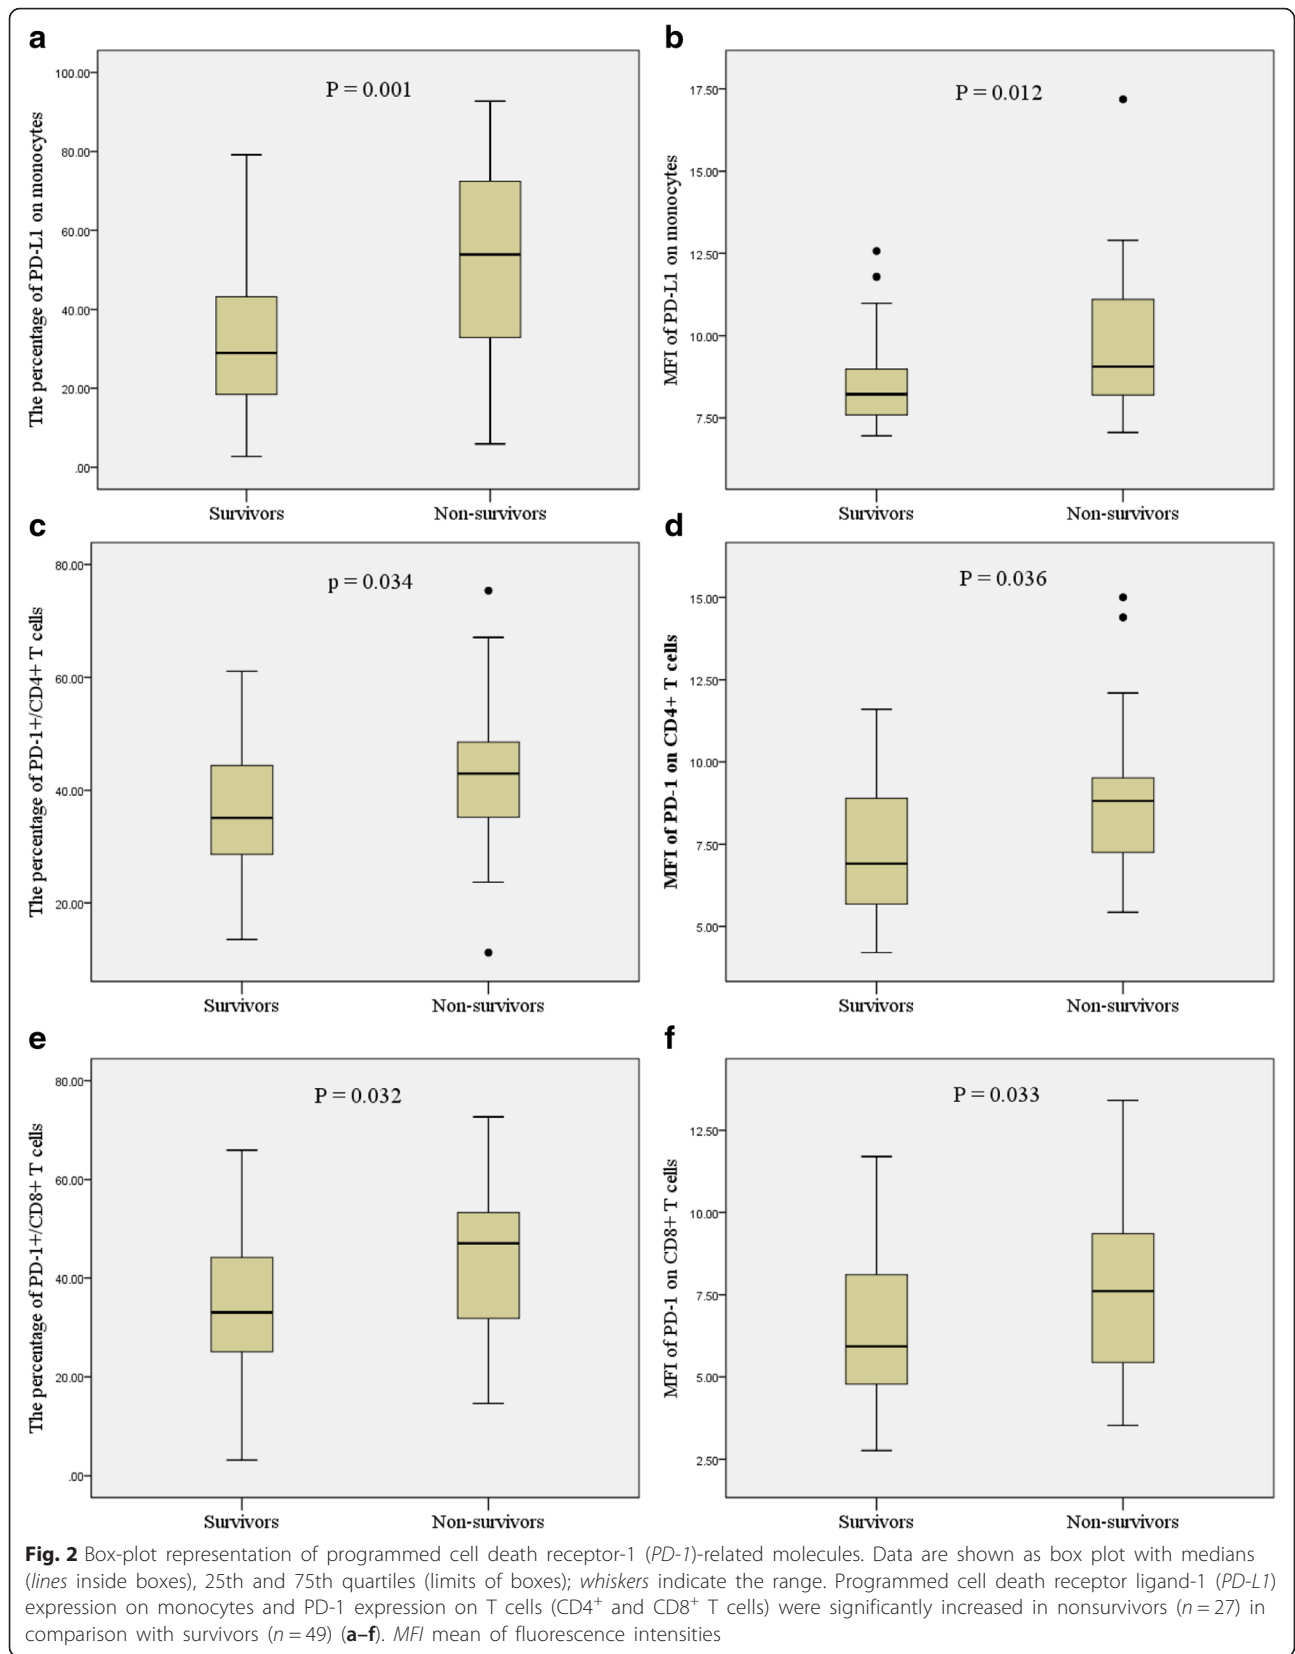 a
P = 0.001
The percentage of PD-L1 on monocytes
100.00
80.00
60.00
40.00
20.00
.00
Survivors
Non-survivors
b
P = 0.012
MFI of PD-L1 on monocytes
17.50
15.00
12.50
10.00
7.50
Survivors
Non-survivors
c
p = 0.034
The percentage of PD-1+/CD4+ T cells
80.00
60.00
40.00
20.00
Survivors
Non-survivors
d
P = 0.036
MFI of PD-1 on CD4+ T cells
15.00
12.50
10.00
7.50
5.00
Survivors
Non-survivors
e
P = 0.032
The percentage of PD-1+/CD8+ T cells
80.00
60.00
40.00
20.00
.00
Survivors
Non-survivors
f
P = 0.033
MFI of PD-1 on CD8+ T cells
12.50
10.00
7.50
5.00
2.50
Survivors
Non-survivors
Fig. 2 Box-plot representation of programmed cell death receptor-1 (PD-1)-related molecules. Data are shown as box plot with medians
(lines inside boxes), 25th and 75th quartiles (limits of boxes); whiskers indicate the range. Programmed cell death receptor ligand-1 (PD-L1)
expression on monocytes and PD-1 expression on T cells (CD4⁺ and CD8⁺ T cells) were significantly increased in nonsurvivors (n = 27) in
comparison with survivors (n = 49) (a–f). MFI mean of fluorescence intensities